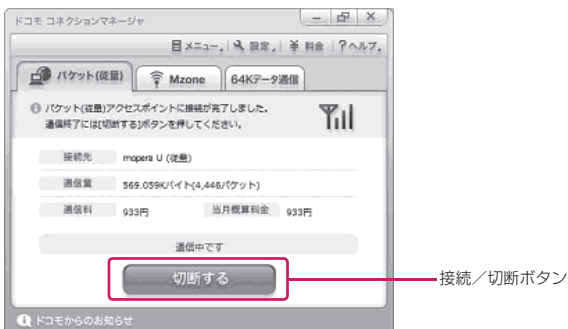 ドコモ コネクションマネージャ
メニュー 設定 ¥ 料金 ? ヘルプ
パケット(従量) Mzone 64Kデータ通信
パケット(従量)アクセスポイントに接続が完了しました。
通信終了には[切断する]ボタンを押してください。
接続先 mopera U (従量)
通信量 569.059Kバイト(4,446パケット)
通信料 933円 当月概算料金 933円
通信中です
切断する
接続／切断ボタン
ドコモからのお知らせ